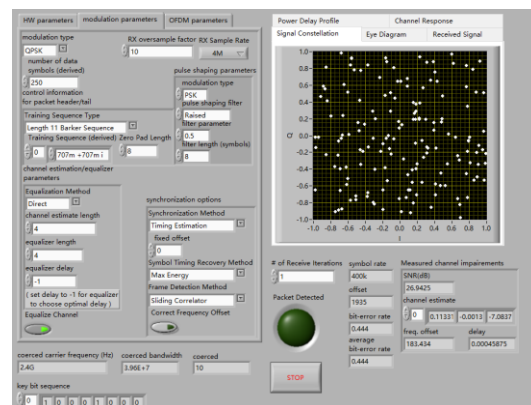 HW parameters
modulation parameters
OFDM parameters
modulation type
QPSK
number of data
symbols (derived)
250
control information
for packet header/tail
RX oversample factor
10
RX Sample Rate
4M
pulse shaping parameters
modulation type
PSK
pulse shaping filter
Raised
filter parameter
0.5
filter length (symbols)
8
Training Sequence Type
Length 11 Barker Sequence
Training Sequence (derived)
0
707m +707m i
Zero Pad Length
8
channel estimation/equalizer
parameters
Equalization Method
Direct
channel estimate length
4
equalizer length
4
equalizer delay
-1
( set delay to -1 for equalizer
to choose optimal delay )
Equalize Channel
synchronization options
Synchronization Method
Timing Estimation
fixed offset
0
Symbol Timing Recovery Method
Max Energy
Frame Detection Method
Sliding Correlator
Correct Frequency Offset
coerced carrier frequency (Hz)
2.4G
coerced bandwidth
3.96E+7
coerced
10
key bit sequence
0 1 0 0 0 1 0 0 0
Power Delay Profile
Channel Response
Signal Constellation
Eye Diagram
Received Signal
Q
1.0
0.8
0.6
0.4
0.2
0.0
-0.2
-0.4
-0.6
-0.8
-1.0
-1.0 -0.8 -0.6 -0.4 -0.2 0.0 0.2 0.4 0.6 0.8 1.0
I
# of Receive Iterations
1
Packet Detected
symbol rate
400k
offset
1935
bit-error rate
0.444
average
bit-error rate
0.444
Measured channel impairements
SNR(dB)
26.9425
channel estimate
0
0.11331
-0.0013
-7.0837
freq. offset
183.434
delay
0.00045875
STOP